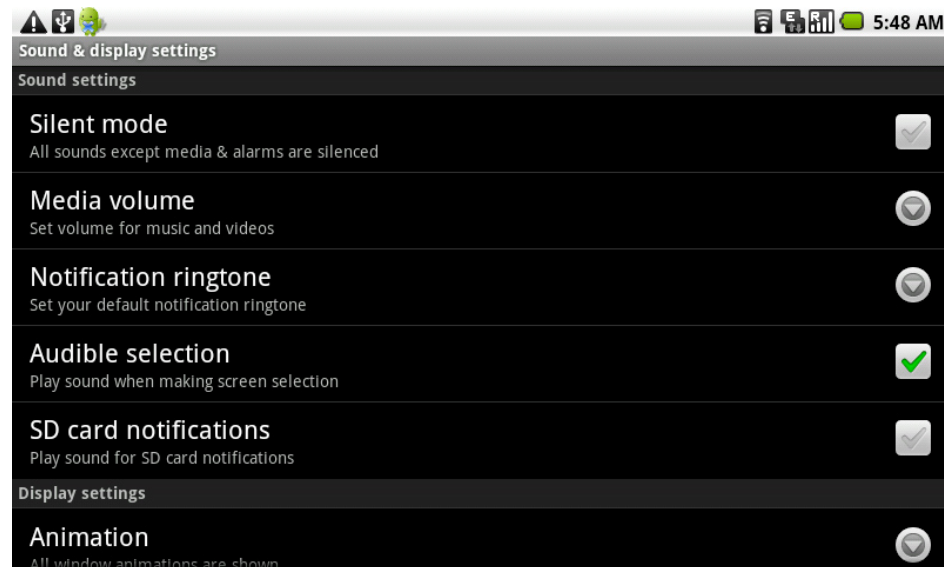 5:48 AM
Sound & display settings
Sound settings
Silent mode
All sounds except media & alarms are silenced
Media volume
Set volume for music and videos
Notification ringtone
Set your default notification ringtone
Audible selection
Play sound when making screen selection
SD card notifications
Play sound for SD card notifications
Display settings
Animation
All window animations are shown